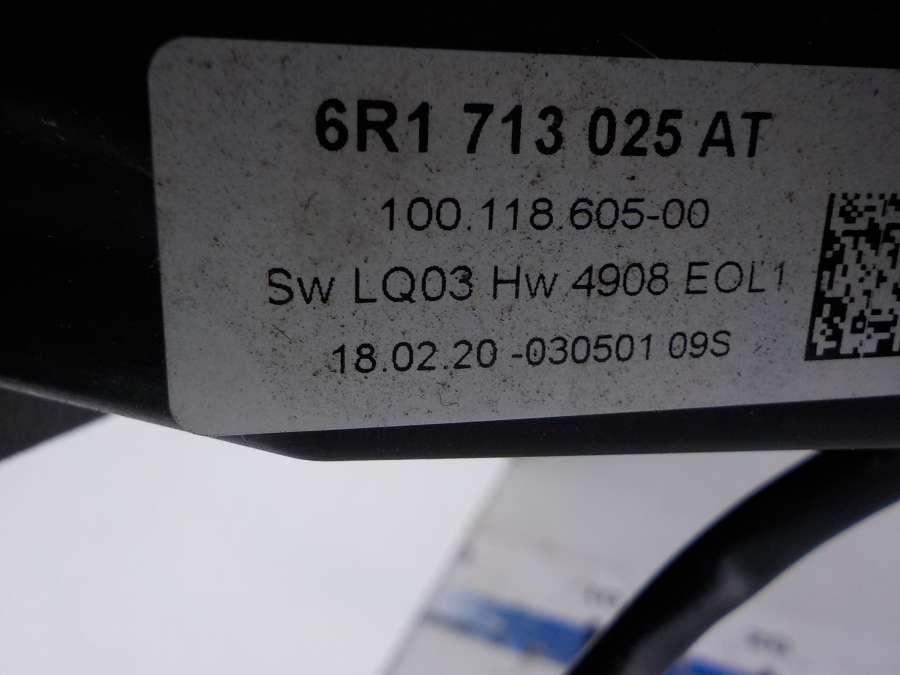 6R1 713 025 AT
100.118.605-00
Sw LQ03 Hw 4908 EOL1
18.02.20 -030501 09S